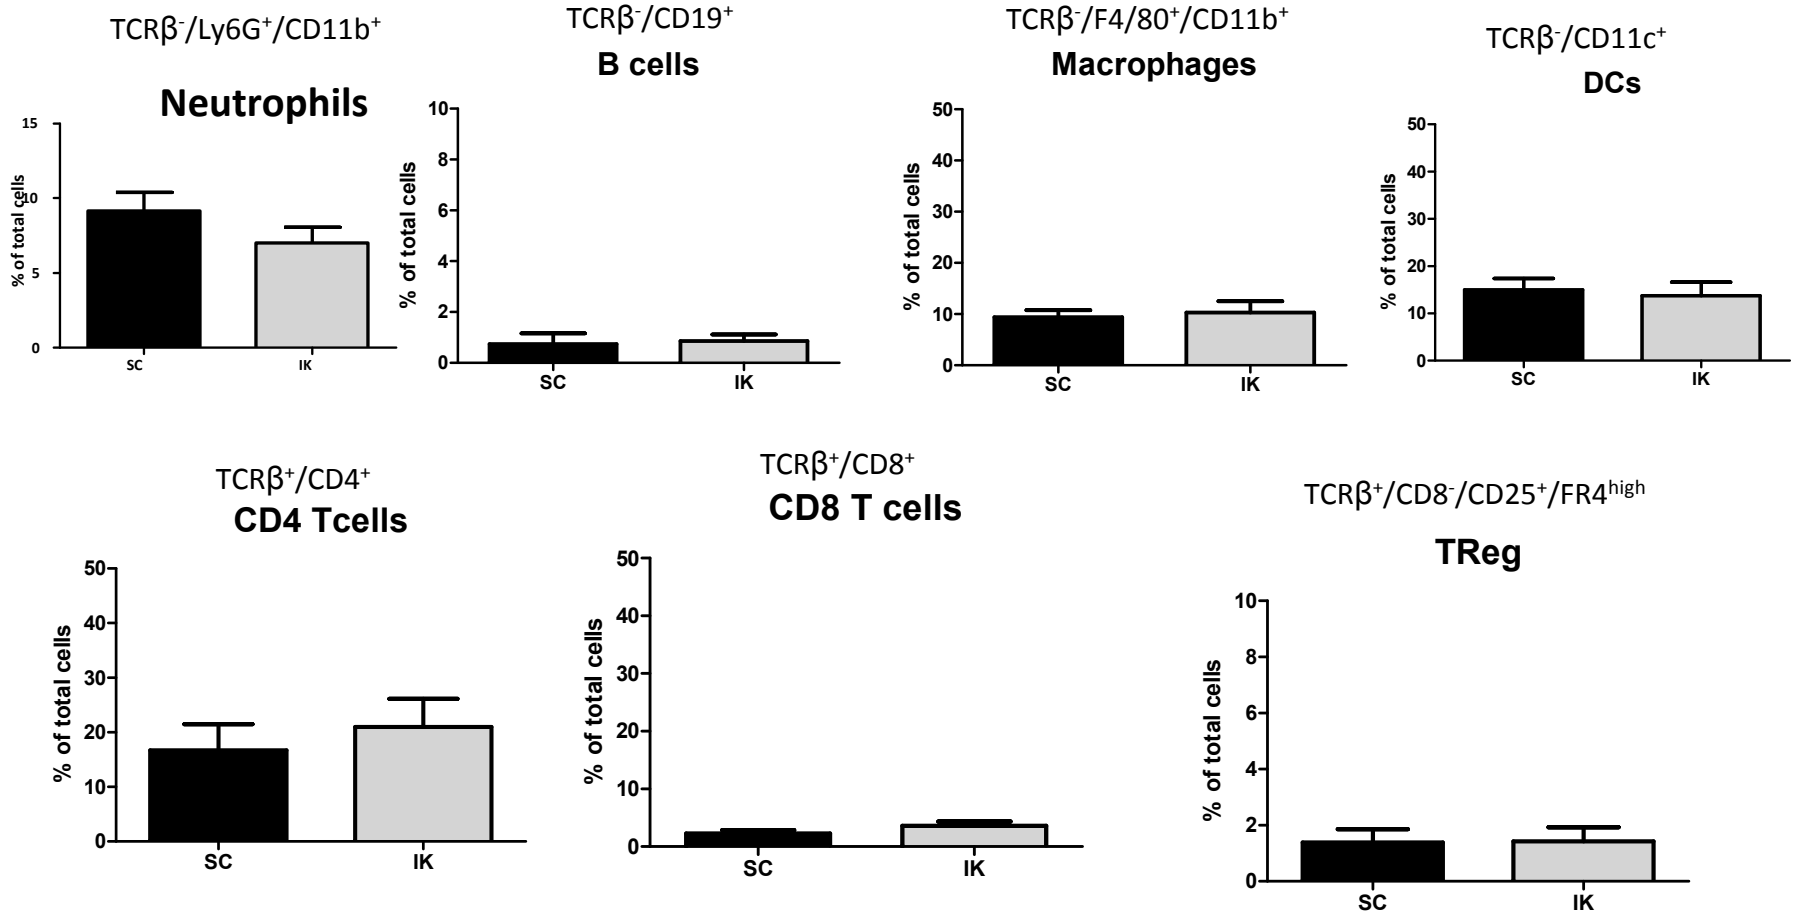 TCRβ⁻/Ly6G⁺/CD11b⁺
Neutrophils
15
10
5
0
% of total cells
SC
IK
TCRβ⁻/CD19⁺
B cells
10
8
6
4
2
0
% of total cells
SC
IK
TCRβ⁻/F4/80⁺/CD11b⁺
Macrophages
50
40
30
20
10
0
% of total cells
SC
IK
TCRβ⁻/CD11c⁺
DCs
50
40
30
20
10
0
% of total cells
SC
IK
TCRβ⁺/CD4⁺
CD4 Tcells
50
40
30
20
10
0
% of total cells
SC
IK
TCRβ⁺/CD8⁺
CD8 T cells
50
40
30
20
10
0
% of total cells
SC
IK
TCRβ⁺/CD8⁻/CD25⁺/FR4ʰⁱᵍʰ
TReg
10
8
6
4
2
0
% of total cells
SC
IK